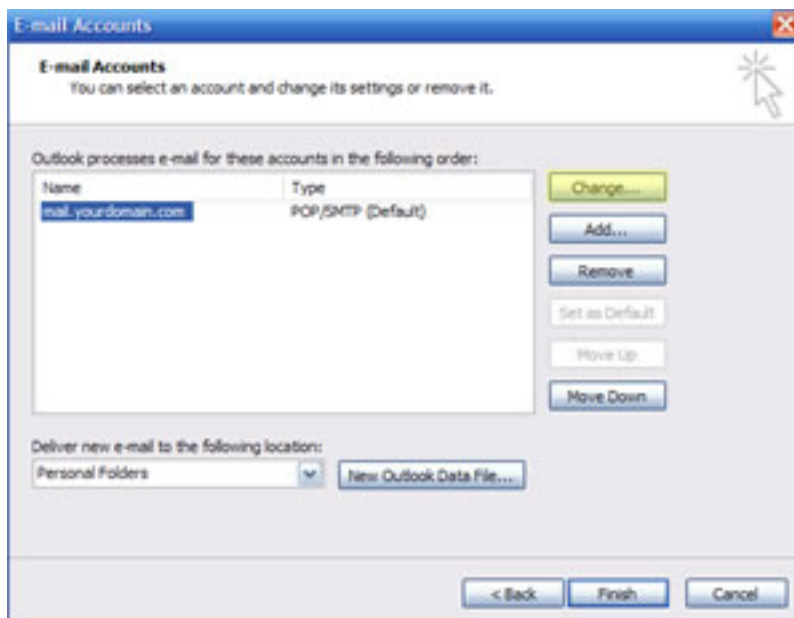 E-mail Accounts
E-mail Accounts
You can select an account and change its settings or remove it.
Outlook processes e-mail for these accounts in the following order:
Name Type
mail.yourdomain.com POP/SMTP (Default)
Change...
Add...
Remove
Set as Default
Move Up
Move Down
Deliver new e-mail to the following location:
Personal Folders
New Outlook Data File...
< Back
Finish
Cancel